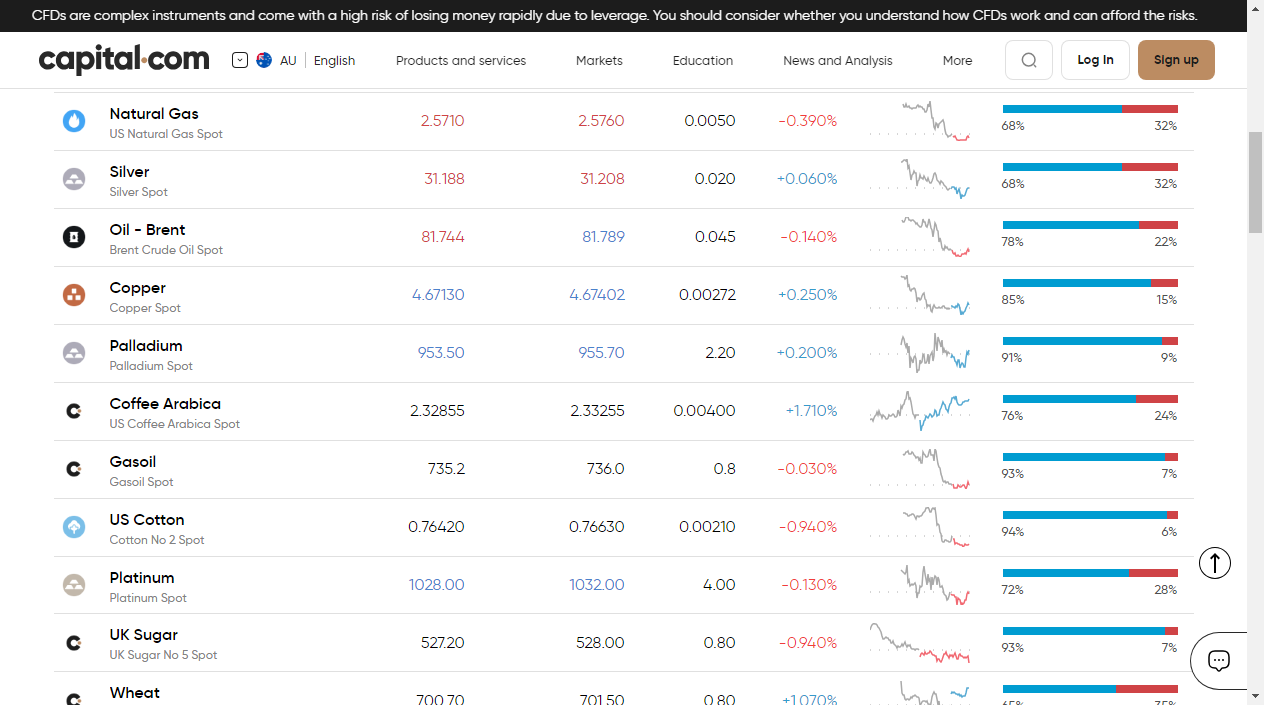 CFDs are complex instruments and come with a high risk of losing money rapidly due to leverage. You should consider whether you understand how CFDs work and can afford the risks.
capital.com AU English Products and services Markets Education News and Analysis More Log In Sign up
Natural Gas 2.5710 2.5760 0.0050 -0.390%
US Natural Gas Spot 68% 32%
Silver 31.188 31.208 0.020 +0.060%
Silver Spot 68% 32%
Oil - Brent 81.744 81.789 0.045 -0.140%
Brent Crude Oil Spot 78% 22%
Copper 4.67130 4.67402 0.00272 +0.250%
Copper Spot 85% 15%
Palladium 953.50 955.70 2.20 +0.200%
Palladium Spot 91% 9%
Coffee Arabica 2.32855 2.33255 0.00400 +1.710%
US Coffee Arabica Spot 76% 24%
Gasoil 735.2 736.0 0.8 -0.030%
Gasoil Spot 93% 7%
US Cotton 0.76420 0.76630 0.00210 -0.940%
Cotton No 2 Spot 94% 6%
Platinum 1028.00 1032.00 4.00 -0.130%
Platinum Spot 72% 28%
UK Sugar 527.20 528.00 0.80 -0.940%
UK Sugar No 5 Spot 93% 7%
Wheat 700.70 701.50 0.80 +1.070%